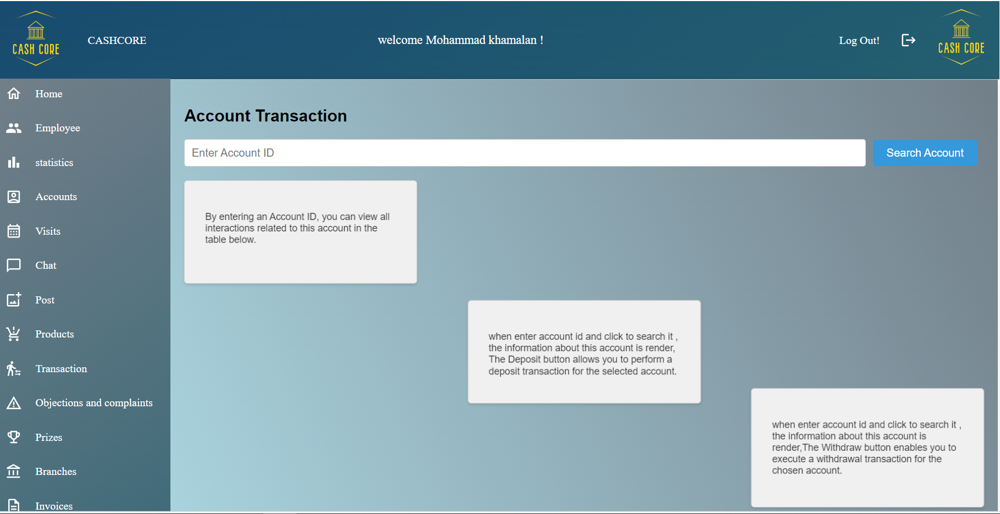 CASH CORE
CASHCORE
welcome Mohammad khamalan !
Log Out!
CASH CORE
Home
Employee
statistics
Accounts
Visits
Chat
Post
Products
Transaction
Objections and complaints
Prizes
Branches
Invoices
Account Transaction
Enter Account ID
Search Account
By entering an Account ID, you can view all
interactions related to this account in the
table below.
when enter account id and click to search it ,
the information about this account is render,
The Deposit button allows you to perform a
deposit transaction for the selected account.
when enter account id and click to search it ,
the information about this account is
render,The Withdraw button enables you to
execute a withdrawal transaction for the
chosen account.